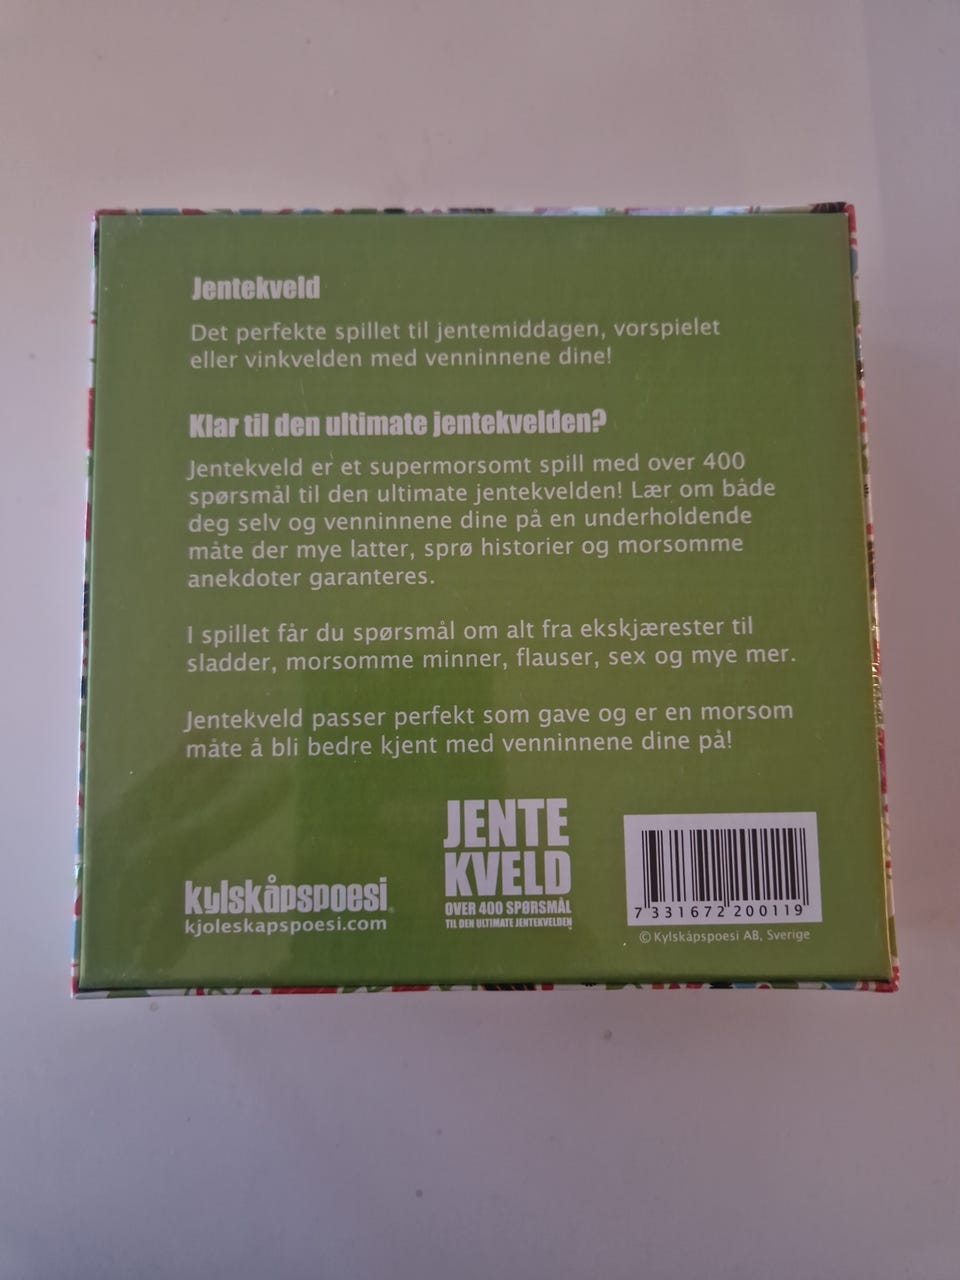 Jentekveld
Det perfekte spillet til jentemiddagen, vorspielet
eller vinkvelden med venninnene dine!
Klar til den ultimate jentekvelden?
Jentekveld er et supermorsomt spill med over 400
spørsmål til den ultimate jentekvelden! Lær om både
deg selv og venninnene dine på en underholdende
måte der mye latter, sprø historier og morsomme
anekdoter garanteres.
I spillet får du spørsmål om alt fra ekskjærester til
sladder, morsomme minner, flauser, sex og mye mer.
Jentekveld passer perfekt som gave og er en morsom
måte å bli bedre kjent med venninnene dine på!
kylskåpspoesi
kjoleskapspoesi.com
JENTE
KVELD
OVER 400 SPØRSMÅL
TIL DEN ULTIMATE JENTEKVELDEN
7 331672 200119
© Kylskåpspoesi AB, Sverige